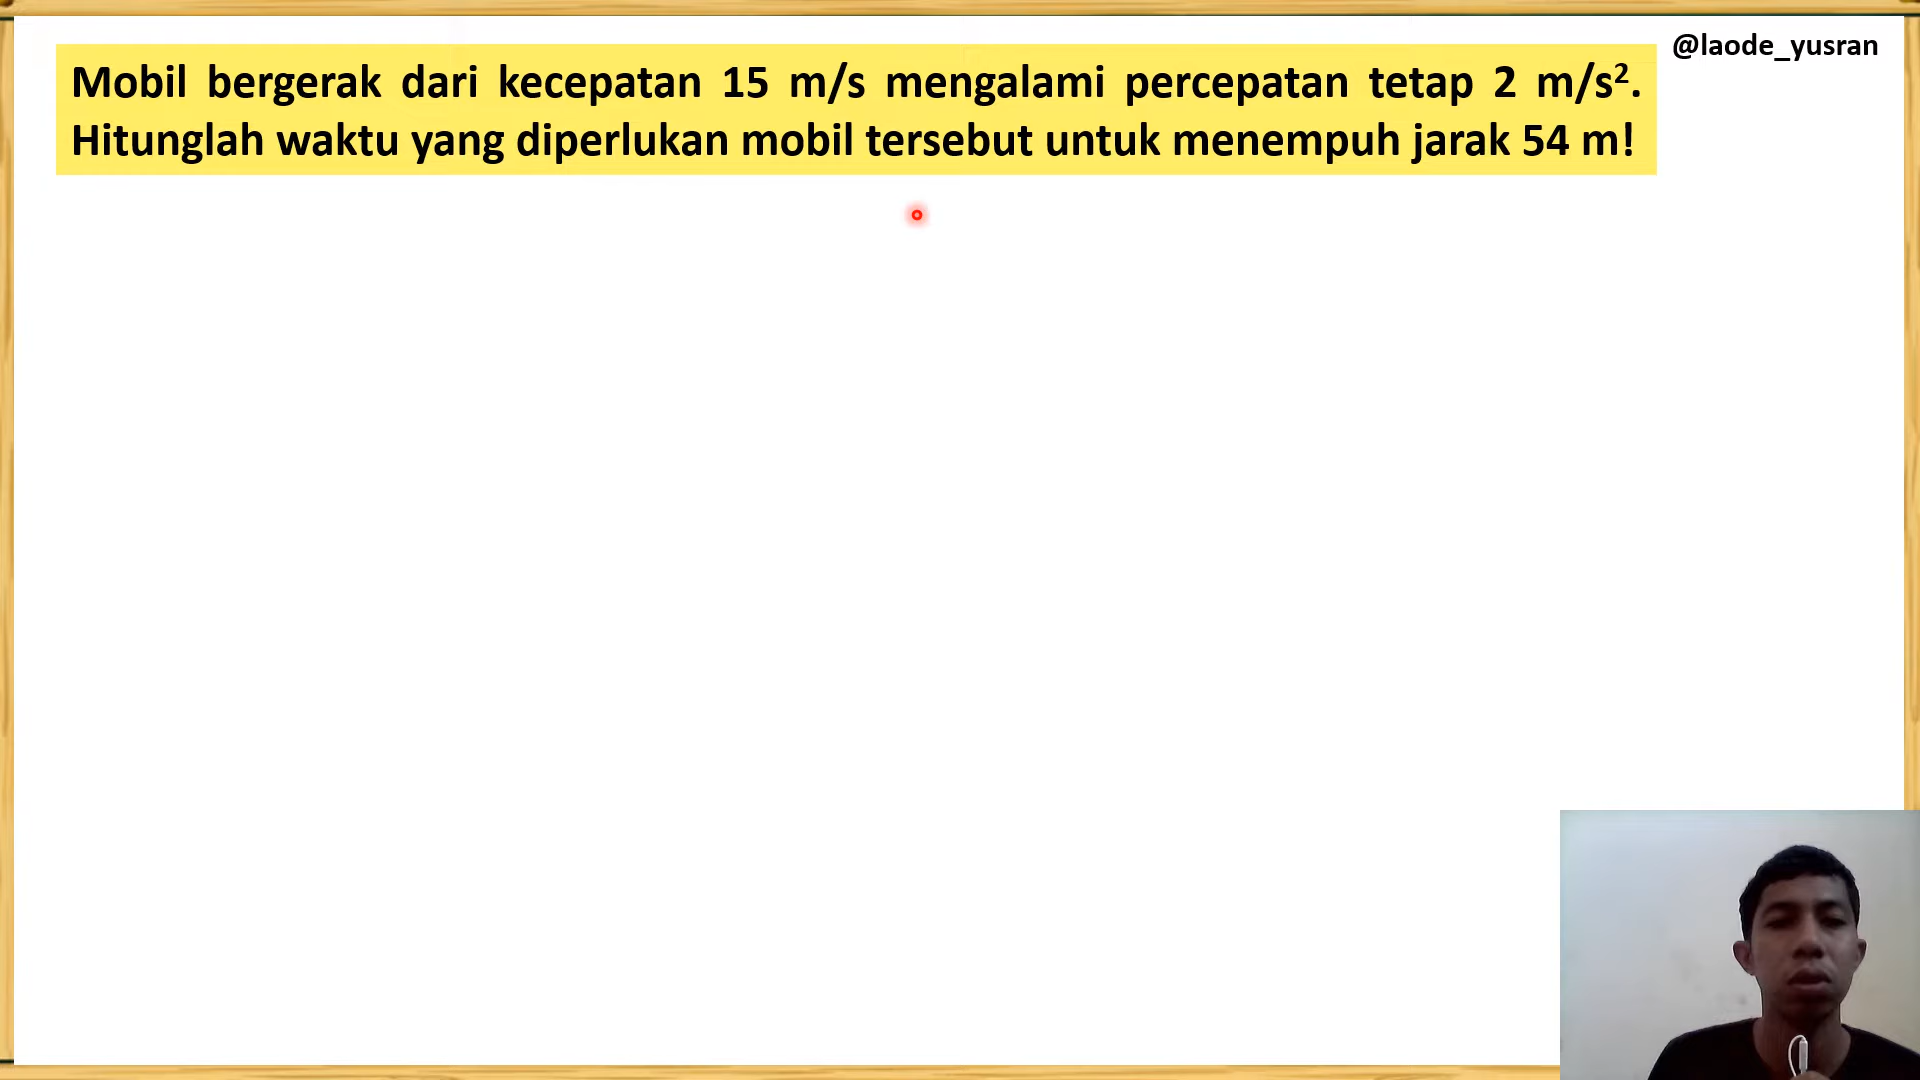 @laode_yusran
Mobil bergerak dari kecepatan 15 m/s mengalami percepatan tetap 2 m/s².
Hitunglah waktu yang diperlukan mobil tersebut untuk menempuh jarak 54 m!